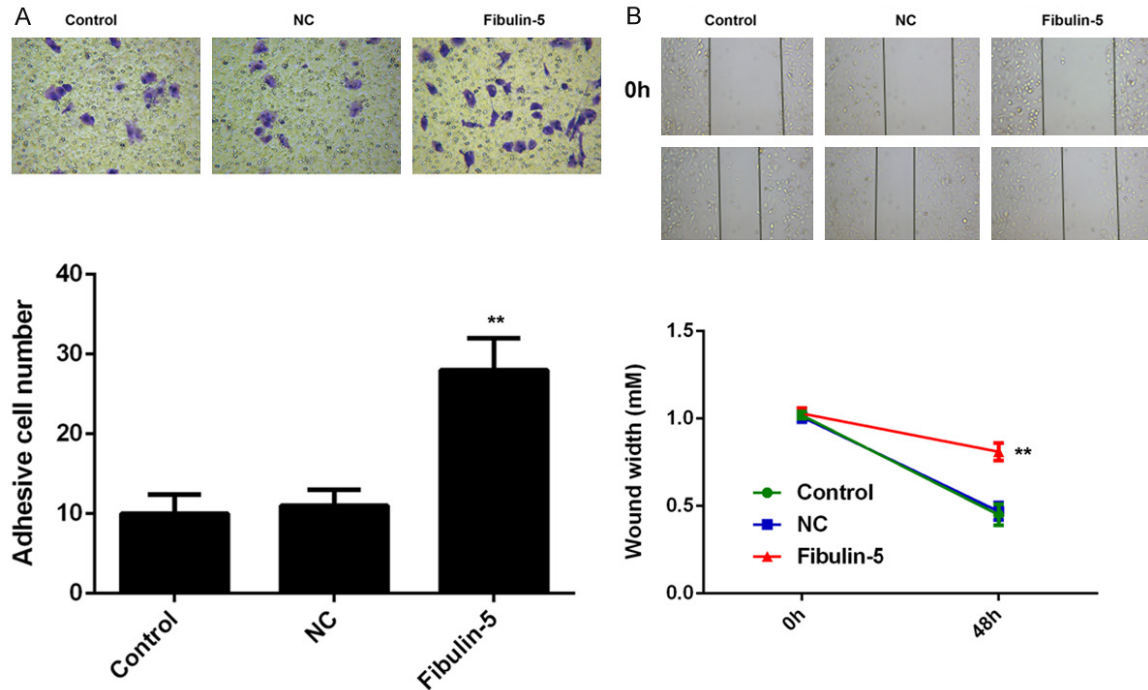 A
Control NC Fibulin-5
40
30
20
10
0
Adhesive cell number
**
Control NC Fibulin-5
B
Control NC Fibulin-5
0h
1.5
1.0
0.5
0.0
Wound width (mM)
**
Control
NC
Fibulin-5
0h 48h